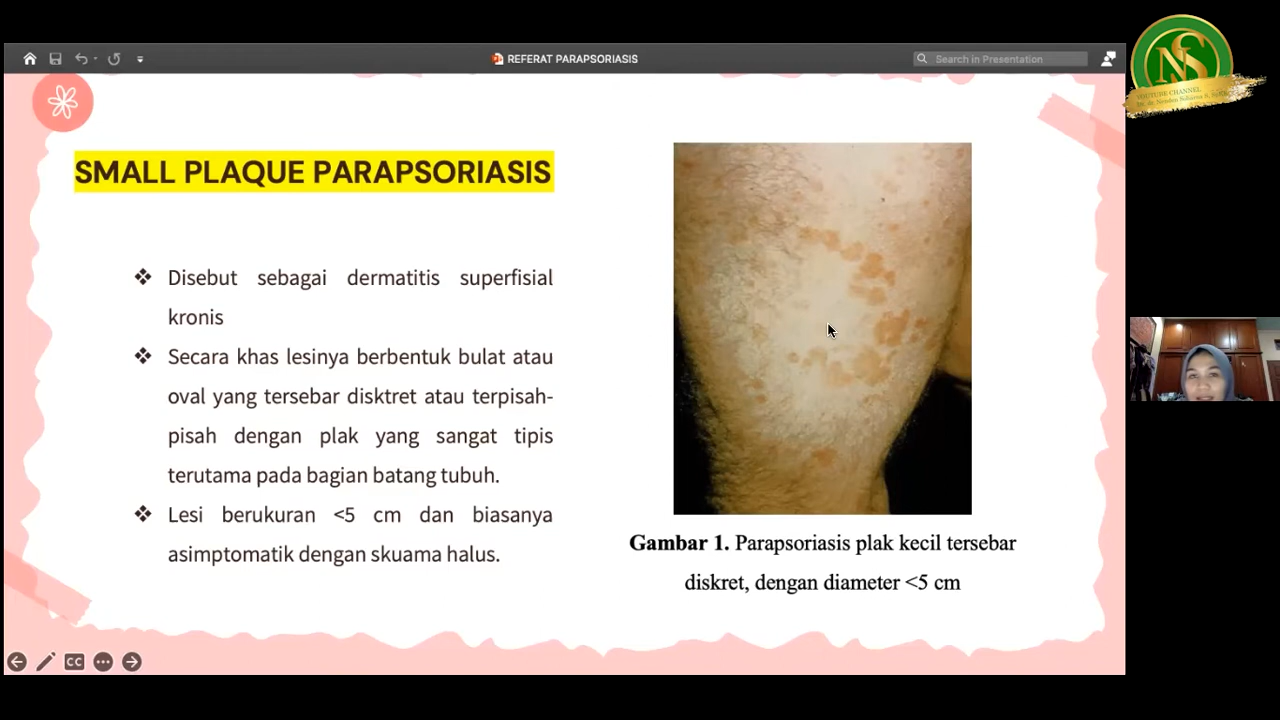 REFERAT PARAPSORIASIS
Search in Presentation
NS
YOUTUBE CHANNEL
SMALL PLAQUE PARAPSORIASIS
Disebut sebagai dermatitis superfisial
kronis
Secara khas lesinya berbentuk bulat atau
oval yang tersebar disktret atau terpisah-
pisah dengan plak yang sangat tipis
terutama pada bagian batang tubuh.
Lesi berukuran <5 cm dan biasanya
asimptomatik dengan skuama halus.
Gambar 1. Parapsoriasis plak kecil tersebar
diskret, dengan diameter <5 cm
CC